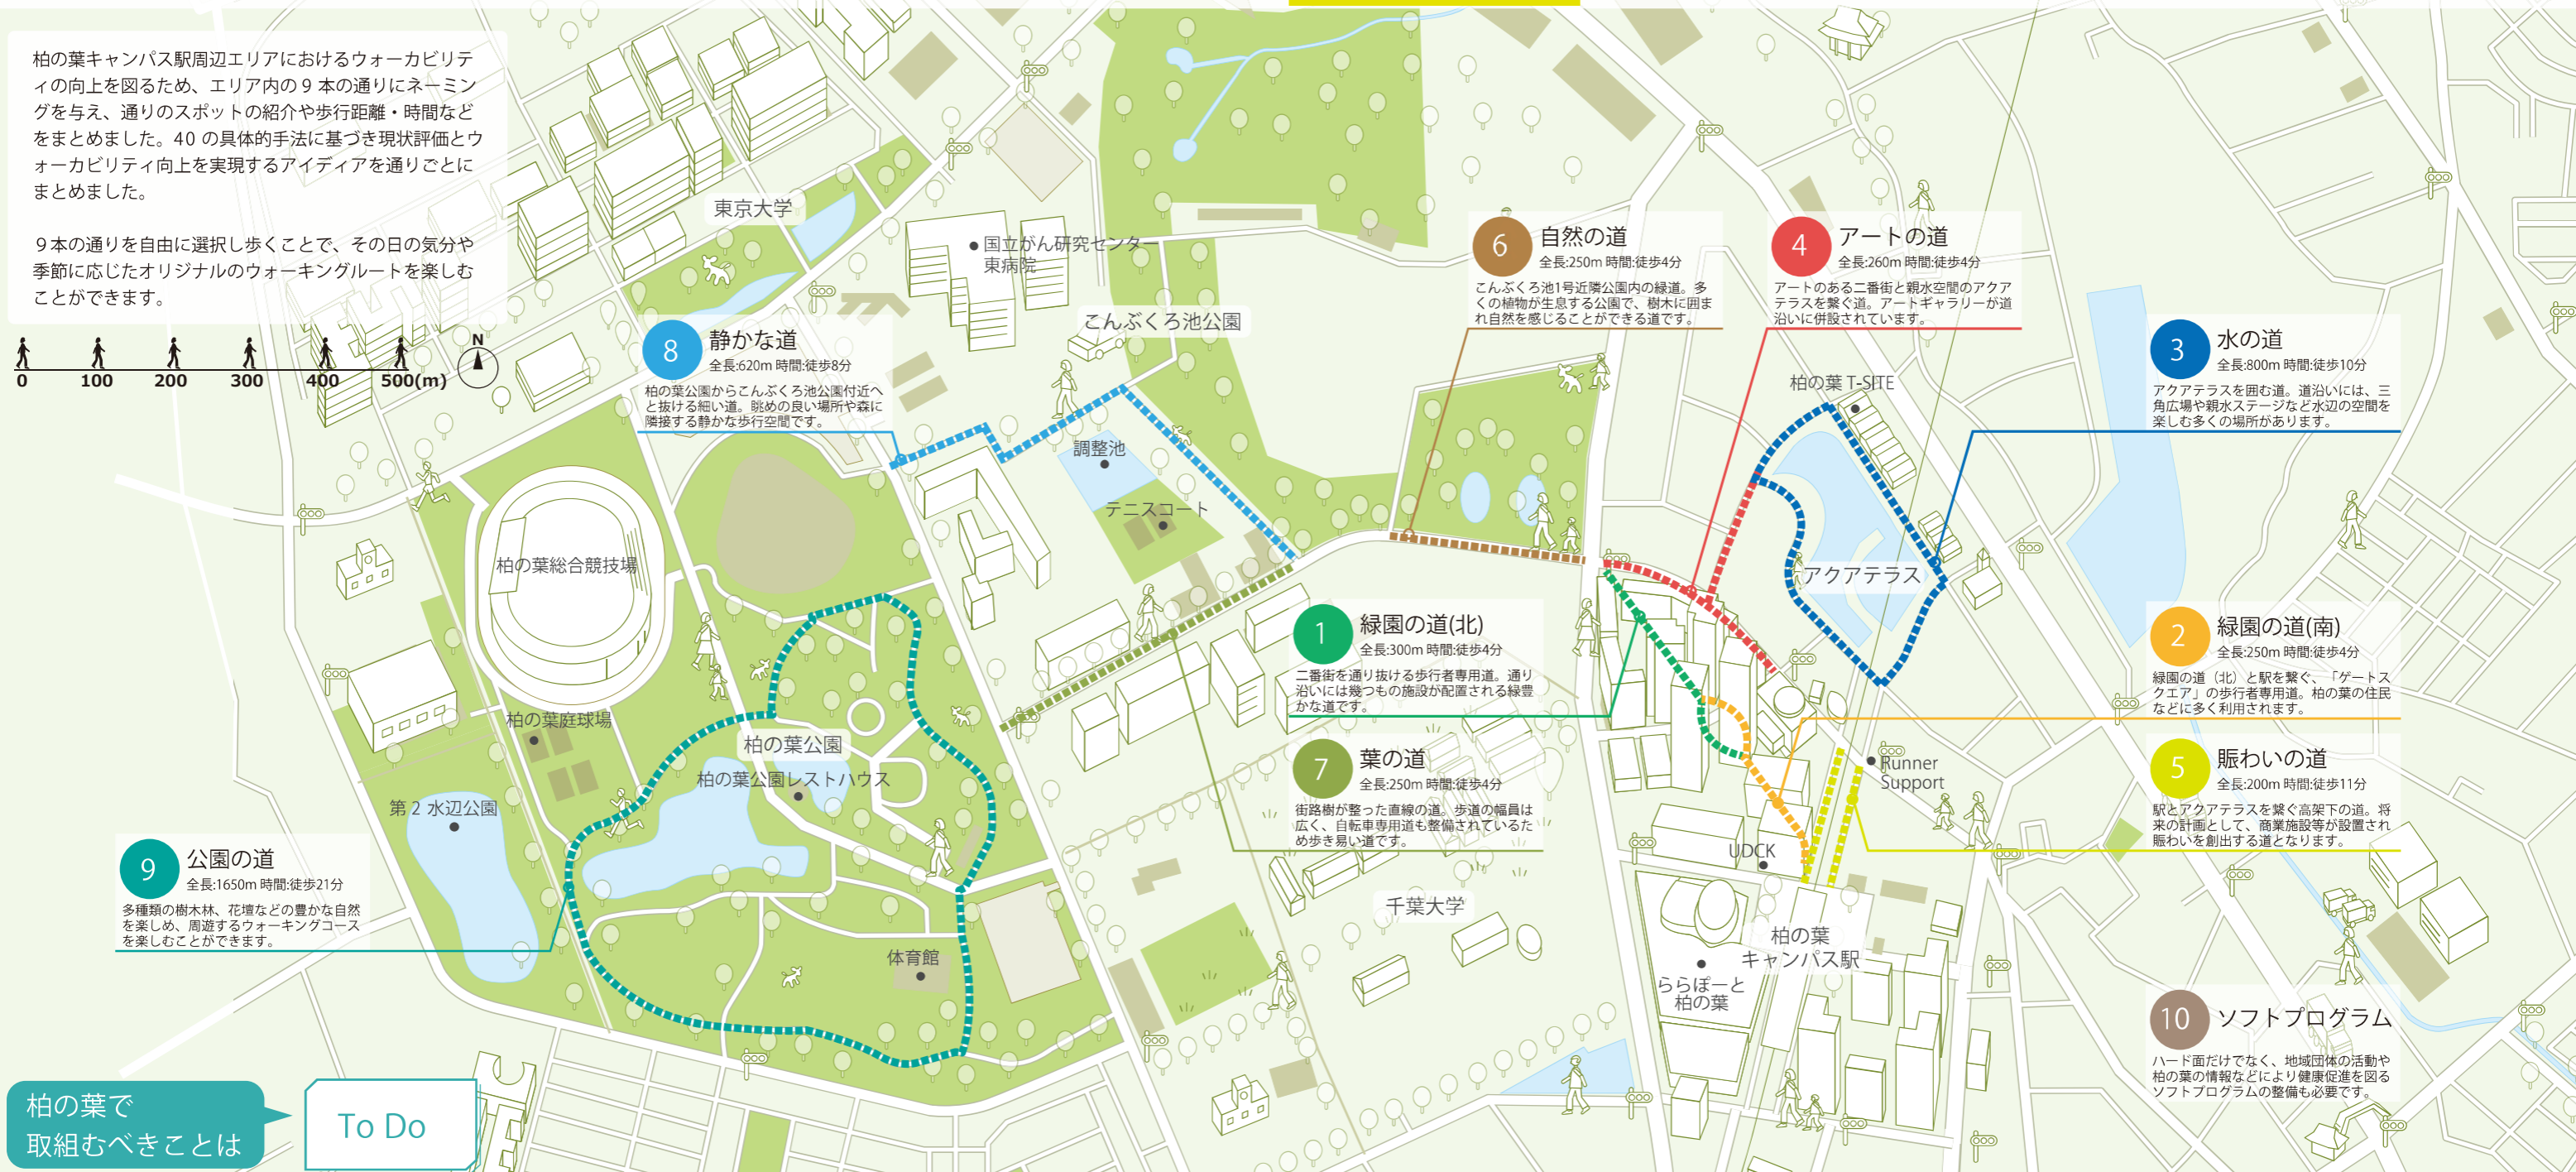 柏の葉キャンパス駅周辺エリアにおけるウォーカビリテ
ィの向上を図るため、エリア内の9 本の通りにネーミン
グを与え、通りのスポットの紹介や歩行距離・時間など
をまとめました。40 の具体的手法に基づき現状評価とウ
ォーカビリティ向上を実現するアイディアを通りごとに
まとめました。
9本の通りを自由に選択し歩くことで、その日の気分や
季節に応じたオリジナルのウォーキングルートを楽しむ
ことができます。
0 100 200 300 400 500(m)
N
東京大学
国立がん研究センター
東病院
こんぶくろ池公園
8 静かな道
全長:620m 時間:徒歩8分
柏の葉公園からこんぶくろ池公園付近へ
と抜ける細い道。眺めの良い場所や森に
隣接する静かな歩行空間です。
6 自然の道
全長:250m 時間:徒歩4分
こんぶくろ池1号近隣公園内の緑道。多
くの植物が生息する公園で、樹木に囲ま
れ自然を感じることができる道です。
4 アートの道
全長:260m 時間:徒歩4分
アートのある二番街と親水空間のアクア
テラスを繋ぐ道。アートギャラリーが道
沿いに併設されています。
3 水の道
全長:800m 時間:徒歩10分
アクアテラスを囲む道。道沿いには、三
角広場や親水ステージなど水辺の空間を
楽しむ多くの場所があります。
柏の葉 T-SITE
調整池
テニスコート
柏の葉総合競技場
アクアテラス
1 緑園の道(北)
全長:300m 時間:徒歩4分
二番街を通り抜ける歩行者専用道。通り
沿いには幾つもの施設が配置される緑豊
かな道です。
2 緑園の道(南)
全長:250m 時間:徒歩4分
緑園の道（北）と駅を繋ぐ、「ゲートス
クエア」の歩行者専用道。柏の葉の住民
などに多く利用されます。
柏の葉庭球場
柏の葉公園
柏の葉公園レストハウス
7 葉の道
全長:250m 時間:徒歩4分
街路樹が整った直線の道。歩道の幅員は
広く、自転車専用道も整備されているた
め歩き易い道です。
Runner
Support
5 賑わいの道
全長:200m 時間:徒歩11分
駅とアクアテラスを繋ぐ高架下の道。将
来の計画として、商業施設等が設置され
賑わいを創出する道となります。
第 2 水辺公園
9 公園の道
全長:1650m 時間:徒歩21分
多種類の樹木林、花壇などの豊かな自然
を楽しめ、周遊するウォーキングコース
を楽しむことができます。
UDCK
千葉大学
体育館
柏の葉
キャンパス駅
ららぽーと
柏の葉
10 ソフトプログラム
ハード面だけでなく、地域団体の活動や
柏の葉の情報などにより健康促進を図る
ソフトプログラムの整備も必要です。
柏の葉で
取組むべきことは
To Do